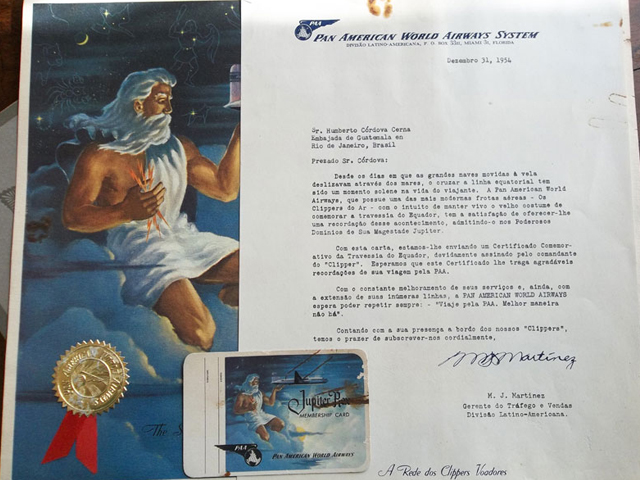 PAA
PAN AMERICAN WORLD AIRWAYS SYSTEM
DIVISÃO LATINO-AMERICANA, P. O. BOX MIAMI FLORIDA
Dezembro 31, 1954
Sr. Humberto Córdova Cerna
Embajada de Guatemala en
Rio de Janeiro, Brasil
Prezado Sr. Córdova:
Desde os dias em que as grandes naves movidas à vela
deslizavam através dos mares, o cruzar a linha equatorial tem
sido um momento solene na vida do viajante. A Pan American World
Airways, que possue uma das mais modernas frotas aéreas - Os
Clippers do Ar - com o intuito de manter vivo o velho costume de
comemorar a travessia do Equador, tem a satisfação de oferecer-lhe
uma recordação desse acontecimento, admitindo-o nos Poderosos
Dominios de Sua Magestade Jupiter.
Com esta carta, estamos-lhe enviando um Certificado Comemor-
ativo da Travessia do Equador, devidamente assinado pelo comandante
do "Clipper". Esperamos que este Certificado lhe traga agradáveis
recordações de sua viagem pela PAA.
Com o constante melhoramento de seus serviços e, ainda, com
a extensão de suas inúmeras linhas, a PAN AMERICAN WORLD AIRWAYS
espera poder repetir sempre: - "Viaje pela PAA. Melhor maneira
não há".
Contando com a sua presença a bordo dos nossos "Clippers",
temos o prazer de subscrever-nos cordialmente,
M J Martínez
M. J. Martinez
Gerente do Tráfego e Vendas
Divisão Latino-Americana.
A Rede dos Clippers Voadores
The
Jupiter Rex
MEMBERSHIP CARD
PAA
PAN AMERICAN WORLD AIRWAYS